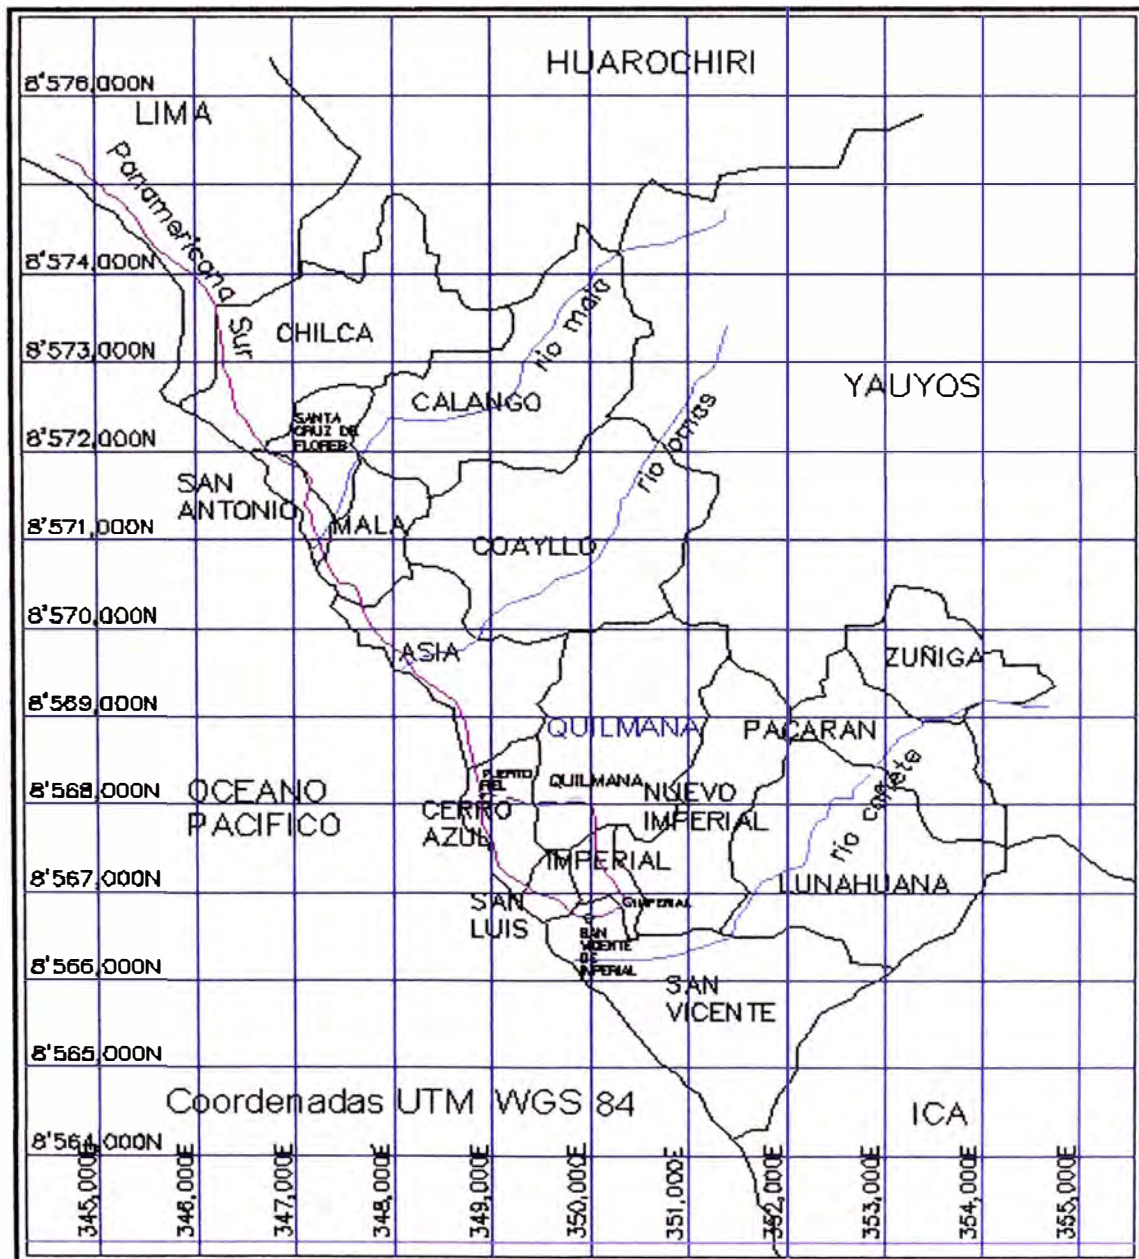 HUAROCHIRI
8'576,000N
LIMA
Panamericana
Sur
8'574,000N
rio mala
CHILCA
8'573,000N
YAUYOS
CALANGO
SANTA
CRUZ DE
FLORES
rio omas
8'572,000N
SAN
ANTONIO
MALA
8'571,000N
COAYLLO
8'570,000N
ASIA
ZUÑIGA
8'569,000N
QUILMANA
PACARAN
QUILMANA
OCEANO
PACIFICO
8'568,000N
CERRO
AZUL
NUEVO
IMPERIAL
rio conete
IMPERIAL
8'567,000N
LUNAHUANA
SAN
LUIS
IMPERIAL
SAN
VICENTE
DE
IMPERIAL
8'566,000N
SAN
VICENTE
8'565,000N
Coordenadas UTM WGS 84
ICA
8'564,000N
345,000E
346,000E
347,000E
348,000E
349,000E
350,000E
351,000E
352,000E
353,000E
354,000E
355,000E